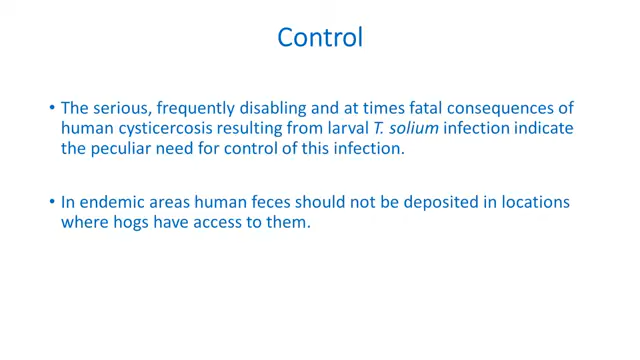 Control
• The serious, frequently disabling and at times fatal consequences of
human cysticercosis resulting from larval T. solium infection indicate
the peculiar need for control of this infection.
• In endemic areas human feces should not be deposited in locations
where hogs have access to them.